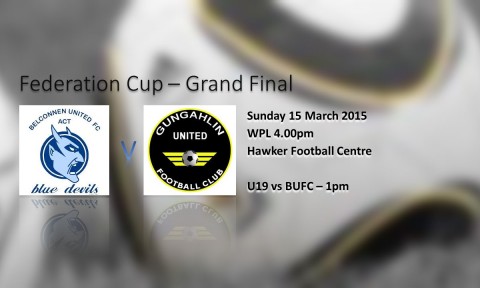 Federation Cup – Grand Final
BELCONNEN UNITED FC
ACT
blue devils
V
GUNGAHLIN
UNITED
FOOTBALL CLUB
Sunday 15 March 2015
WPL 4.00pm
Hawker Football Centre
U19 vs BUFC – 1pm